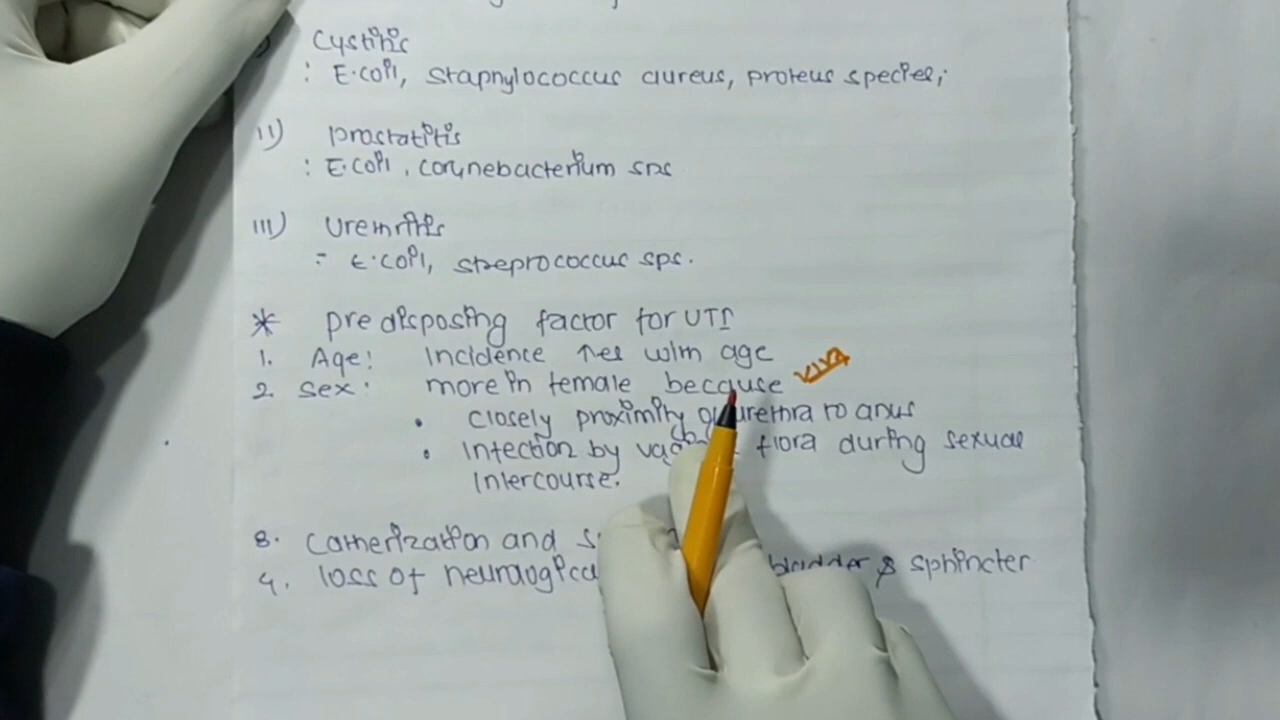 Cystitis
: E.coli, Staphylococcus aureus, proteus species,
II) prostatitis
: E.coli, corynebacterium sps
III) Urethritis
= E.coli, streptococcus sps.
* predisposing factor for UTI
1. Age: Incidence ↑es with age
2. Sex: more in female because VIVA
• closely proximity of urethra to anus
• Infection by flora during sexual
Intercourse.
3. Catherization and
4. loss of bladder & sphincter